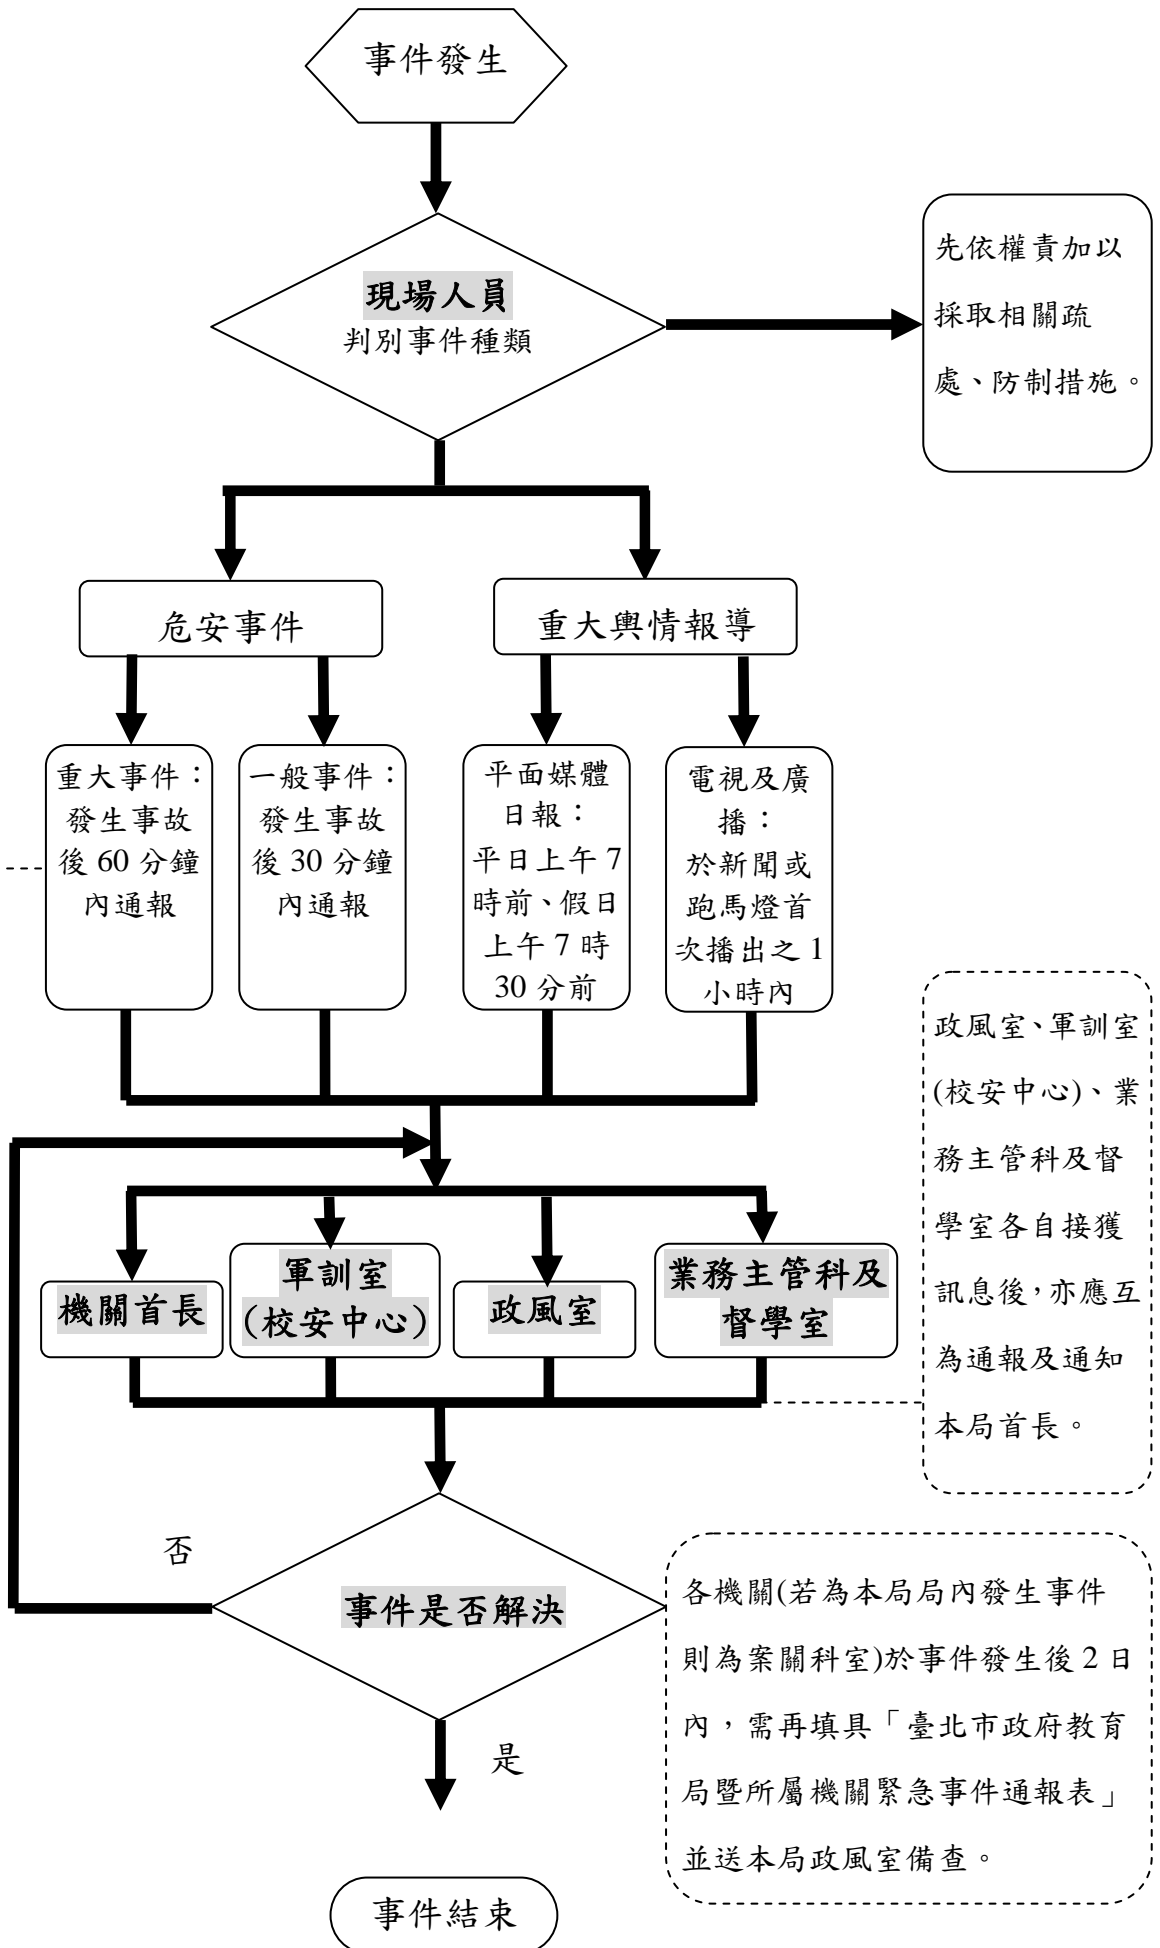 事件發生
現場人員
判別事件種類
先依權責加以
採取相關疏
處、防制措施。
危安事件
重大輿情報導
重大事件：
發生事故
後 60 分鐘
內通報
一般事件：
發生事故
後 30 分鐘
內通報
平面媒體
日報：
平日上午 7
時前、假日
上午 7 時
30 分前
電視及廣
播：
於新聞或
跑馬燈首
次播出之 1
小時內
政風室、軍訓室
(校安中心)、業
務主管科及督
學室各自接獲
訊息後，亦應互
為通報及通知
本局首長。
機關首長
軍訓室
(校安中心)
政風室
業務主管科及
督學室
否
事件是否解決
是
各機關(若為本局局內發生事件
則為案關科室)於事件發生後 2 日
內，需再填具「臺北市政府教育
局暨所屬機關緊急事件通報表」
並送本局政風室備查。
事件結束